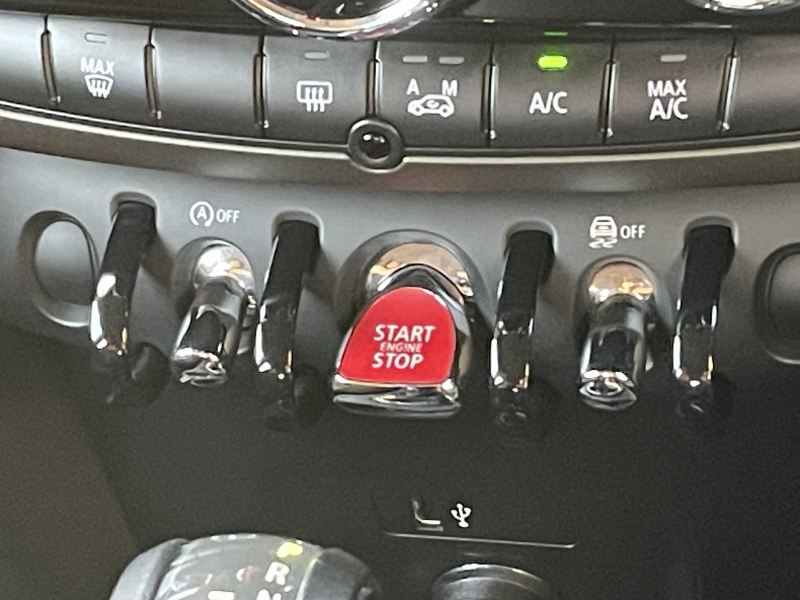 MAX
A M
A/C
MAX
A/C
A OFF
OFF
START
ENGINE
STOP
R
N